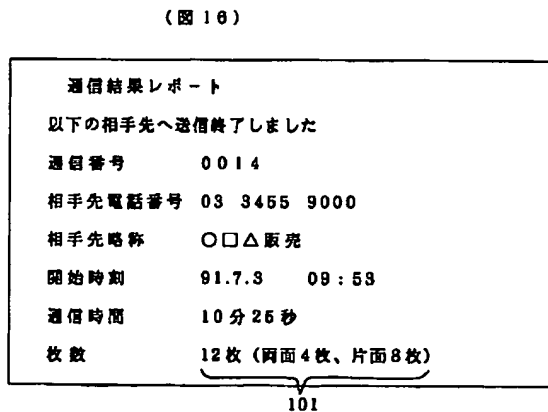 (図16)
通信結果レポート
以下の相手先へ送信終了しました
通信番号 0014
相手先電話番号 03 3455 9000
相手先略称 ○□△販売
開始時刻 91.7.3 09:53
通信時間 10分25秒
枚数 12枚(両面4枚、片面8枚)
101